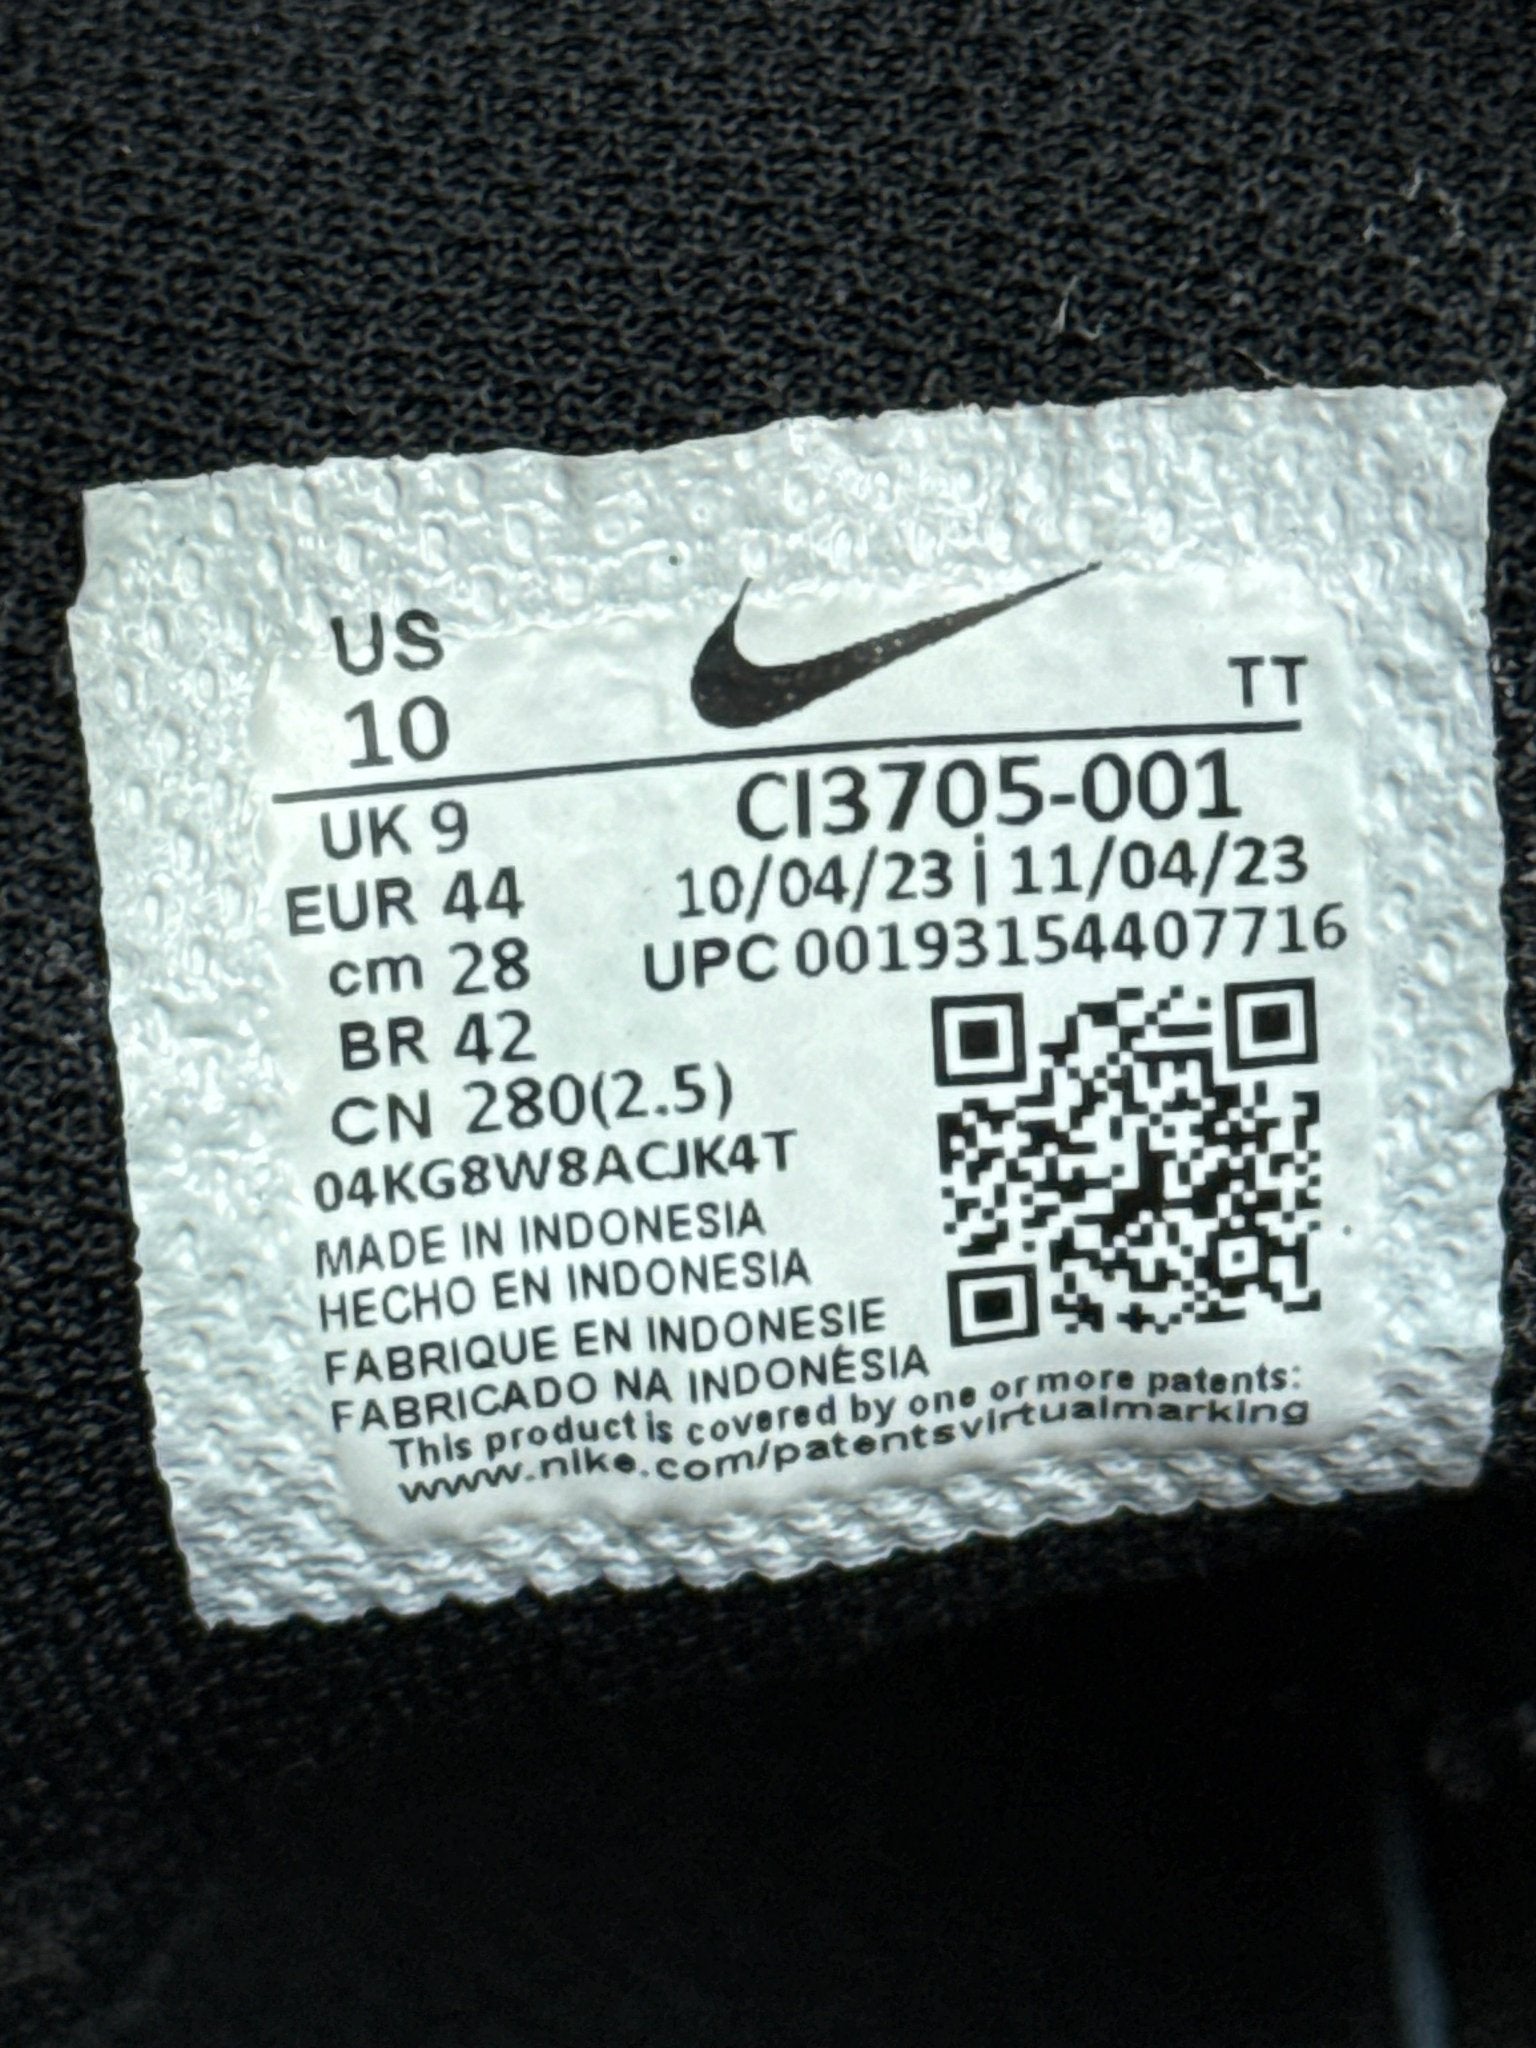 US
10
TT
UK 9
EUR 44
cm 28
BR 42
CN 280(2.5)
CI3705-001
10/04/23 | 11/04/23
UPC 00193154407716
04KG8W8ACJK4T
MADE IN INDONESIA
HECHO EN INDONESIA
FABRIQUE EN INDONESIE
FABRICADO NA INDONÉSIA
This product is covered by one or more patents:
www.nike.com/patentsvirtualmarking